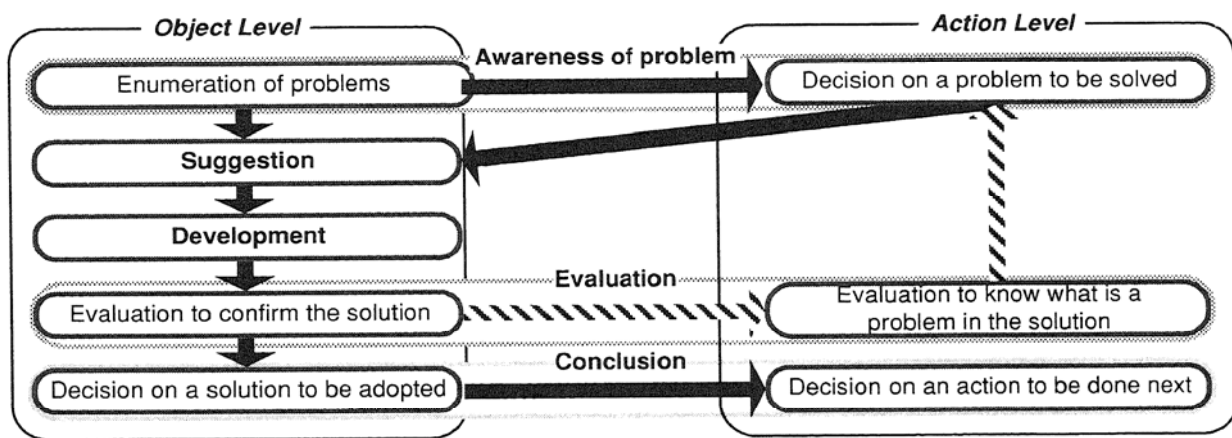 Object Level
Action Level
Awareness of problem
Enumeration of problems
Decision on a problem to be solved
Suggestion
Development
Evaluation
Evaluation to confirm the solution
Evaluation to know what is a
problem in the solution
Conclusion
Decision on a solution to be adopted
Decision on an action to be done next